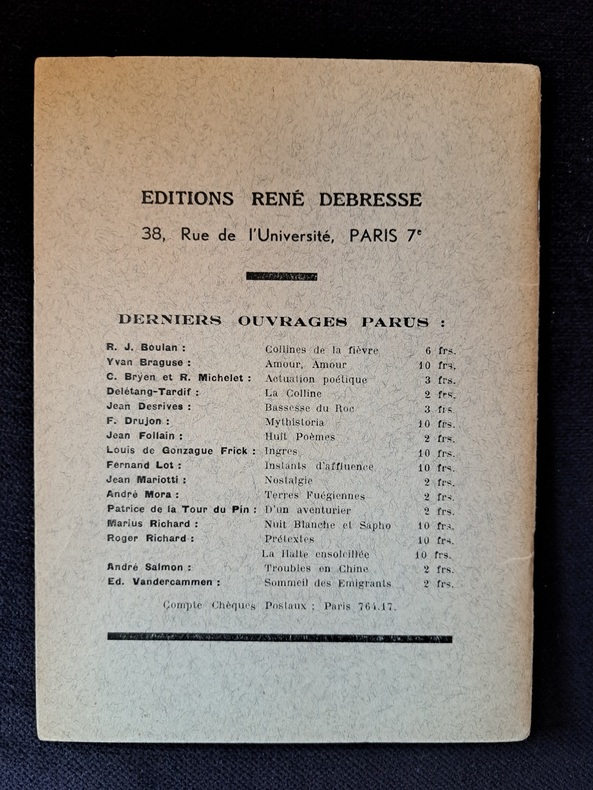 EDITIONS RENÉ DEBRESSE
38, Rue de l'Université, PARIS 7e
DERNIERS OUVRAGES PARUS :
R. J. Boulan : Collines de la fièvre 6 frs.
Yvan Braguse : Amour, Amour 10 frs.
C. Bryen et R. Michelet : Actuation poétique 3 frs.
Delétang-Tardif : La Colline 2 frs.
Jean Desrives : Bassesse du Roc 3 frs
F. Drujon : Mythistoria 10 frs.
Jean Follain : Huit Poèmes 2 frs.
Louis de Gonzague Frick : Ingres 10 frs.
Fernand Lot : Instants d'affluence 10 frs.
Jean Mariotti : Nostalgie 2 frs.
André Mora : Terres Fuégiennes 2 frs.
Patrice de la Tour du Pin : D'un aventurier 2 frs.
Marius Richard : Nuit Blanche et Sapho 10 frs.
Roger Richard : Prétextes 10 frs.
La Halte ensoleillée 10 frs.
André Salmon : Troubles en Chine 2 frs.
Ed. Vandercammen : Sommeil des Emigrants 2 frs.
Compte Chèques Postaux : Paris 764.17.